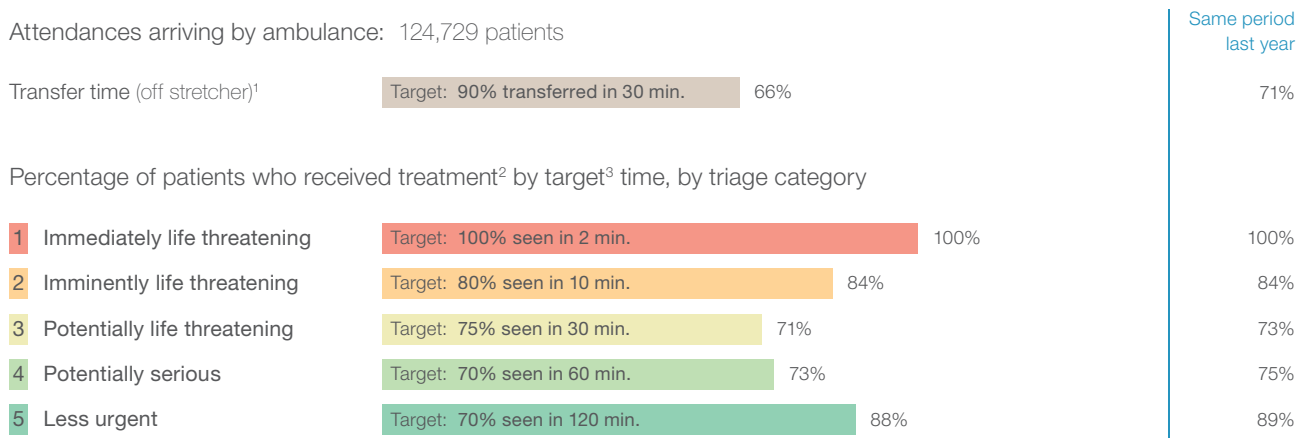 Same period
last year
Attendances arriving by ambulance: 124,729 patients
Transfer time (off stretcher)¹ Target: 90% transferred in 30 min. 66% 71%
Percentage of patients who received treatment² by target³ time, by triage category
1 Immediately life threatening Target: 100% seen in 2 min. 100% 100%
2 Imminently life threatening Target: 80% seen in 10 min. 84% 84%
3 Potentially life threatening Target: 75% seen in 30 min. 71% 73%
4 Potentially serious Target: 70% seen in 60 min. 73% 75%
5 Less urgent Target: 70% seen in 120 min. 88% 89%